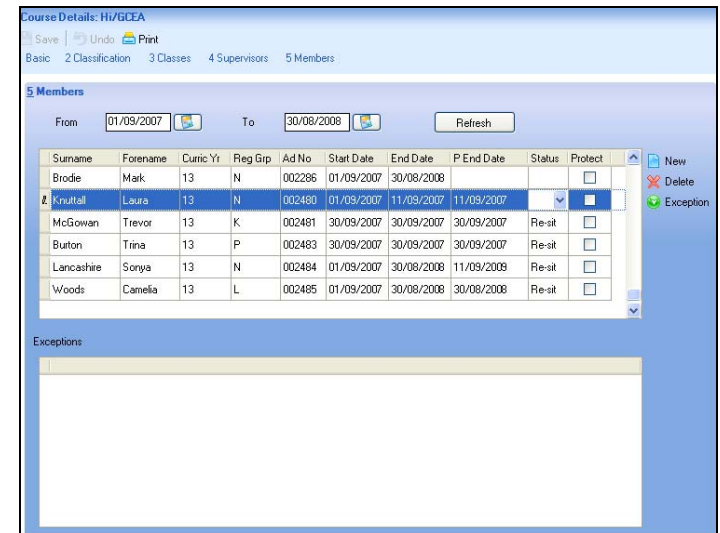 Course Details: Hi/GCEA
Save Undo Print
Basic 2 Classification 3 Classes 4 Supervisors 5 Members
5 Members
From 01/09/2007 To 30/08/2008 Refresh
Surname Forename Curric Yr Reg Grp Ad No Start Date End Date P End Date Status Protect
Brodie Mark 13 N 002286 01/09/2007 30/08/2008
Knuttall Laura 13 N 002480 01/09/2007 11/09/2007 11/09/2007
McGowan Trevor 13 K 002481 30/09/2007 30/09/2007 30/09/2007 Re-sit
Burton Trina 13 P 002483 30/09/2007 30/09/2007 30/09/2007 Re-sit
Lancashire Sonya 13 N 002484 01/09/2007 30/08/2008 11/09/2009 Re-sit
Woods Camelia 13 L 002485 01/09/2007 30/08/2008 30/08/2008 Re-sit
New
Delete
Exception
Exceptions